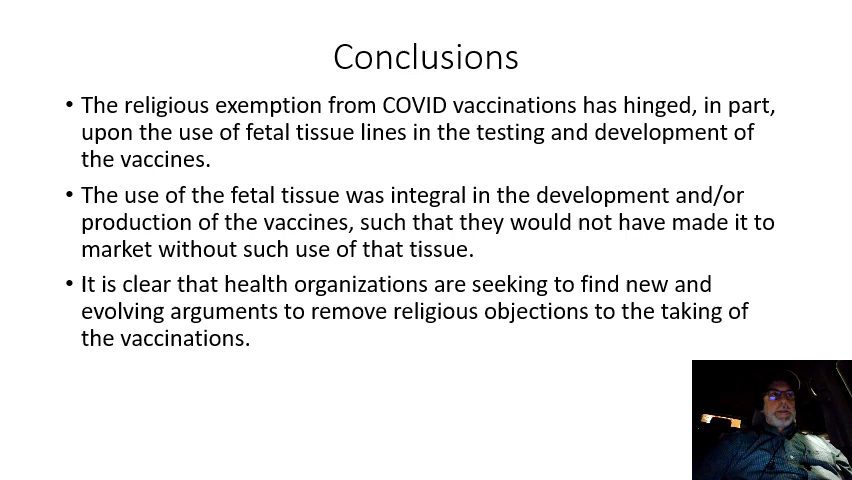 Conclusions
• The religious exemption from COVID vaccinations has hinged, in part,
upon the use of fetal tissue lines in the testing and development of
the vaccines.
• The use of the fetal tissue was integral in the development and/or
production of the vaccines, such that they would not have made it to
market without such use of that tissue.
• It is clear that health organizations are seeking to find new and
evolving arguments to remove religious objections to the taking of
the vaccinations.